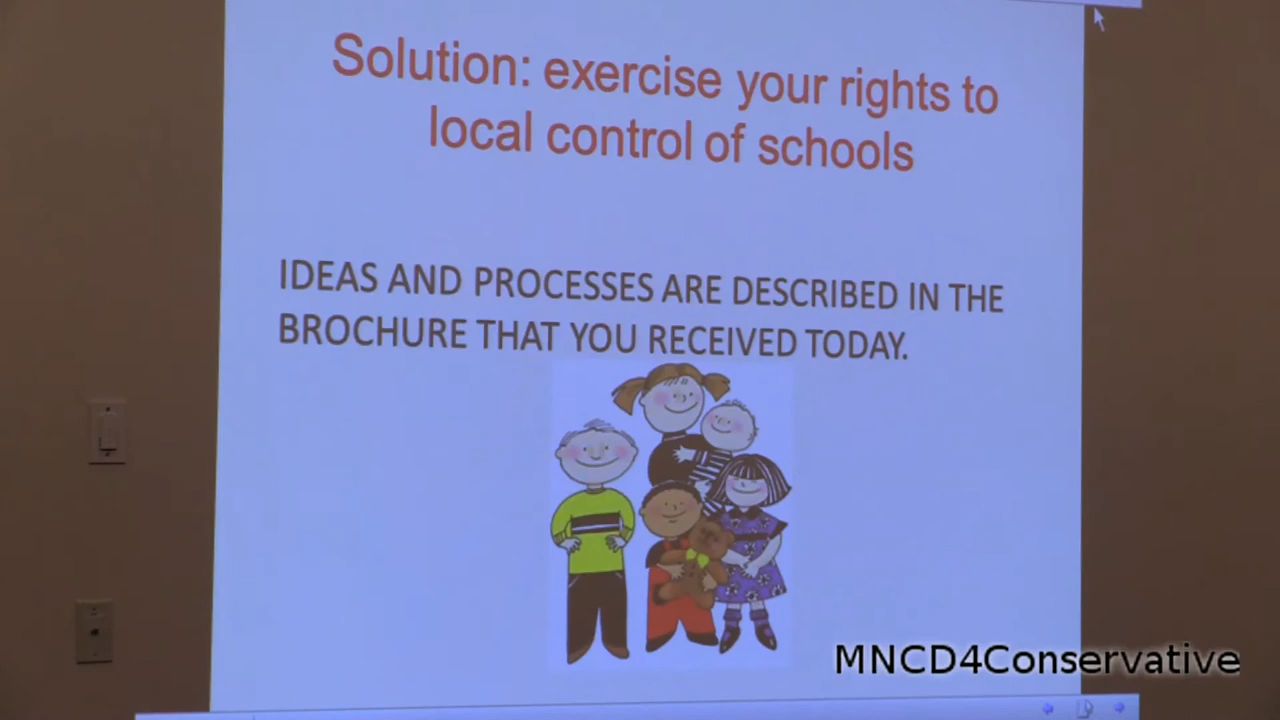 Solution: exercise your rights to
local control of schools
IDEAS AND PROCESSES ARE DESCRIBED IN THE
BROCHURE THAT YOU RECEIVED TODAY.
MNCD4Conservative